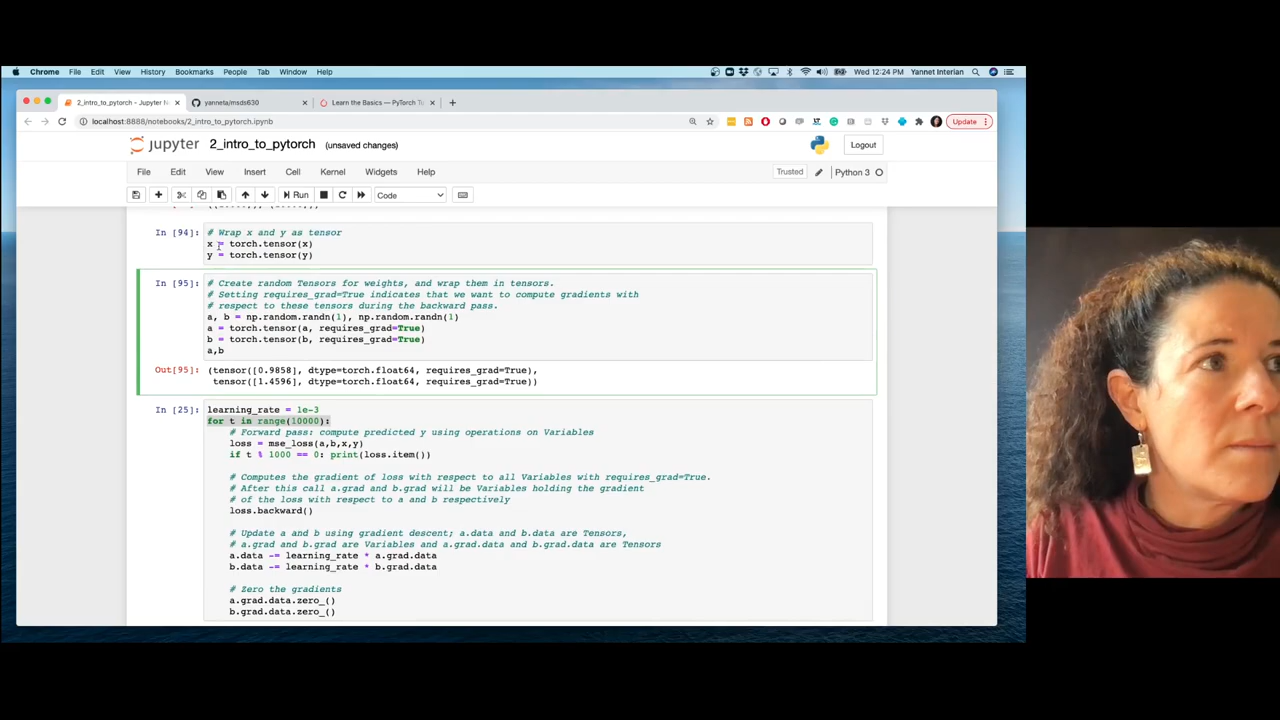 Chrome File Edit View History Bookmarks People Tab Window Help Wed 12:24 PM Yannet Interian
2_intro_to_pytorch - Jupyter N yanneta/msds630 Learn the Basics — PyTorch T
localhost:8888/notebooks/2_intro_to_pytorch.ipynb Update
jupyter 2_intro_to_pytorch (unsaved changes) Logout
File Edit View Insert Cell Kernel Widgets Help Trusted Python 3
Run Code
In [94]: # Wrap x and y as tensor
x = torch.tensor(x)
y = torch.tensor(y)
In [95]: # Create random Tensors for weights, and wrap them in tensors.
# Setting requires_grad=True indicates that we want to compute gradients with
# respect to these tensors during the backward pass.
a, b = np.random.randn(1), np.random.randn(1)
a = torch.tensor(a, requires_grad=True)
b = torch.tensor(b, requires_grad=True)
a,b
Out[95]: (tensor([0.9858], dtype=torch.float64, requires_grad=True),
tensor([1.4596], dtype=torch.float64, requires_grad=True))
In [25]: learning_rate = 1e-3
for t in range(10000):
# Forward pass: compute predicted y using operations on Variables
loss = mse_loss(a,b,x,y)
if t % 1000 == 0: print(loss.item())
# Computes the gradient of loss with respect to all Variables with requires_grad=True.
# After this call a.grad and b.grad will be Variables holding the gradient
# of the loss with respect to a and b respectively
loss.backward()
# Update a and b using gradient descent; a.data and b.data are Tensors,
# a.grad and b.grad are Variables and a.grad.data and b.grad.data are Tensors
a.data -= learning_rate * a.grad.data
b.data -= learning_rate * b.grad.data
# Zero the gradients
a.grad.data.zero_()
b.grad.data.zero_()